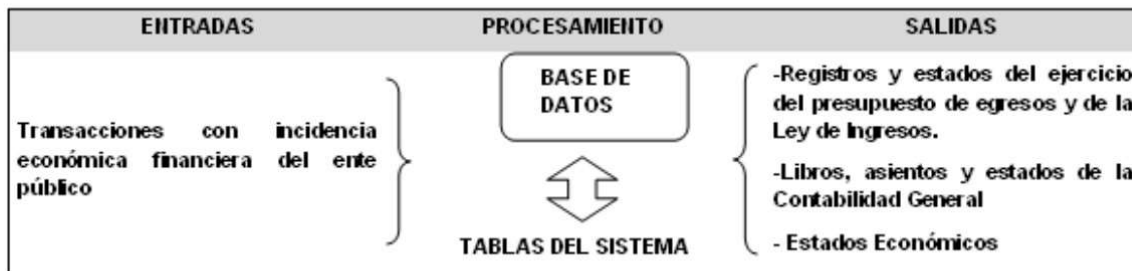 ENTRADAS
PROCESAMIENTO
SALIDAS
Transacciones con incidencia
económica financiera del ente
público
BASE DE
DATOS
TABLAS DEL SISTEMA
-Registros y estados del ejercicio
del presupuesto de egresos y de la
Ley de Ingresos.
-Libros, asientos y estados de la
Contabilidad General
- Estados Económicos